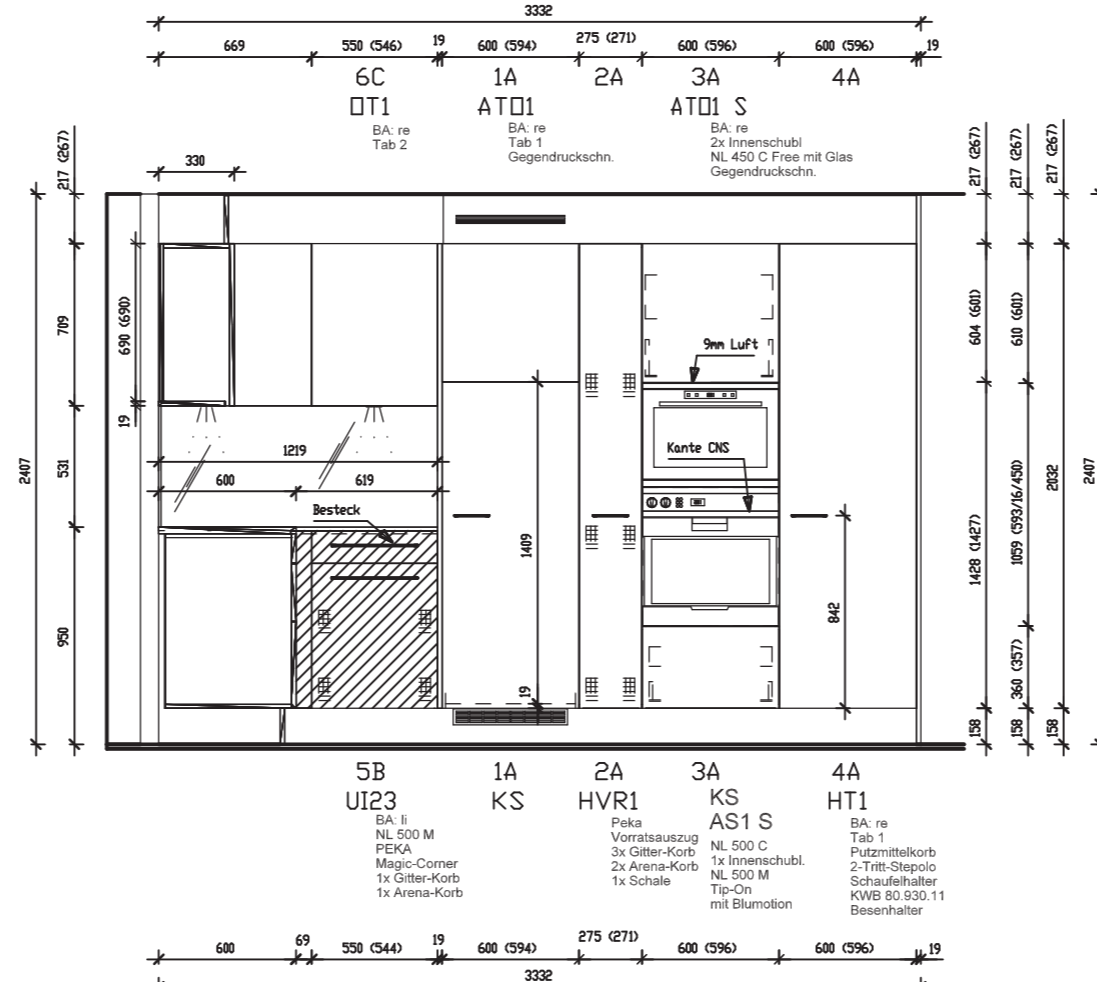 3332
669
550 (546)
19
600 (594)
275 (271)
600 (596)
600 (596)
19
6C
1A
2A
3A
4A
OT1
ATO1
ATO1 S
BA: re
Tab 2
BA: re
Tab 1
Gegendruckschn.
BA: re
2x Innenschubl
NL 450 C Free mit Glas
Gegendruckschn.
217 (267)
330
217 (267)
217 (267)
217 (267)
709
690 (690)
19
2407
531
950
9mm Luft
Kante CNS
1219
600
619
Besteck
1409
19
842
604 (601)
610 (601)
1428 (1427)
1059 (593/16/450)
360 (357)
2032
2407
158
158
158
5B
1A
2A
3A
4A
UI23
KS
HVR1
KS
HT1
AS1 S
BA: li
NL 500 M
PEKA
Magic-Corner
1x Gitter-Korb
1x Arena-Korb
Peka
Vorratsauszug
3x Gitter-Korb
2x Arena-Korb
1x Schale
NL 500 C
1x Innenschubl.
NL 500 M
Tip-On
mit Blumotion
BA: re
Tab 1
Putzmittelkorb
2-Tritt-Stepolo
Schaufelhalter
KWB 80.930.11
Besenhalter
600
69
550 (544)
19
600 (594)
275 (271)
600 (596)
600 (596)
19
3332